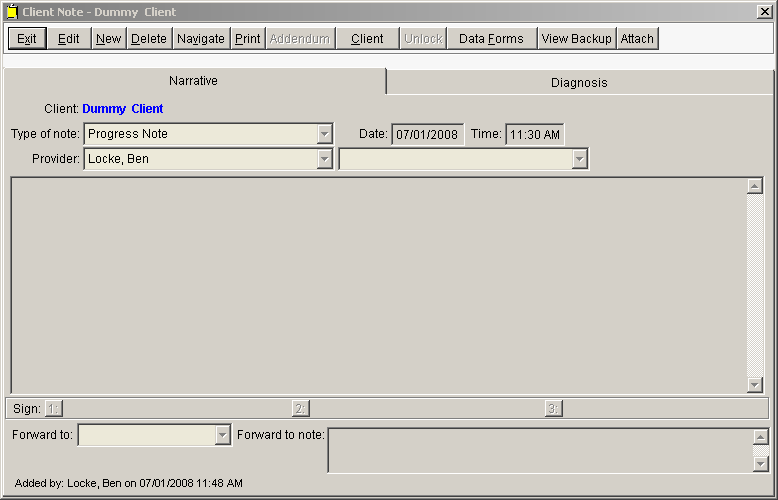 Client Note - Dummy  Client
Exit Edit New Delete Navigate Print Addendum Client Unlock Data Forms View Backup Attach
Narrative Diagnosis
Client: Dummy  Client
Type of note: Progress Note Date: 07/01/2008 Time: 11:30 AM
Provider: Locke, Ben
Sign: 1: 2: 3:
Forward to: Forward to note:
Added by: Locke, Ben on 07/01/2008 11:48 AM